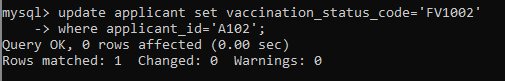 mysql> update applicant set vaccination_status_code='FV1002'
    -> where applicant_id='A102';
Query OK, 0 rows affected (0.00 sec)
Rows matched: 1  Changed: 0  Warnings: 0